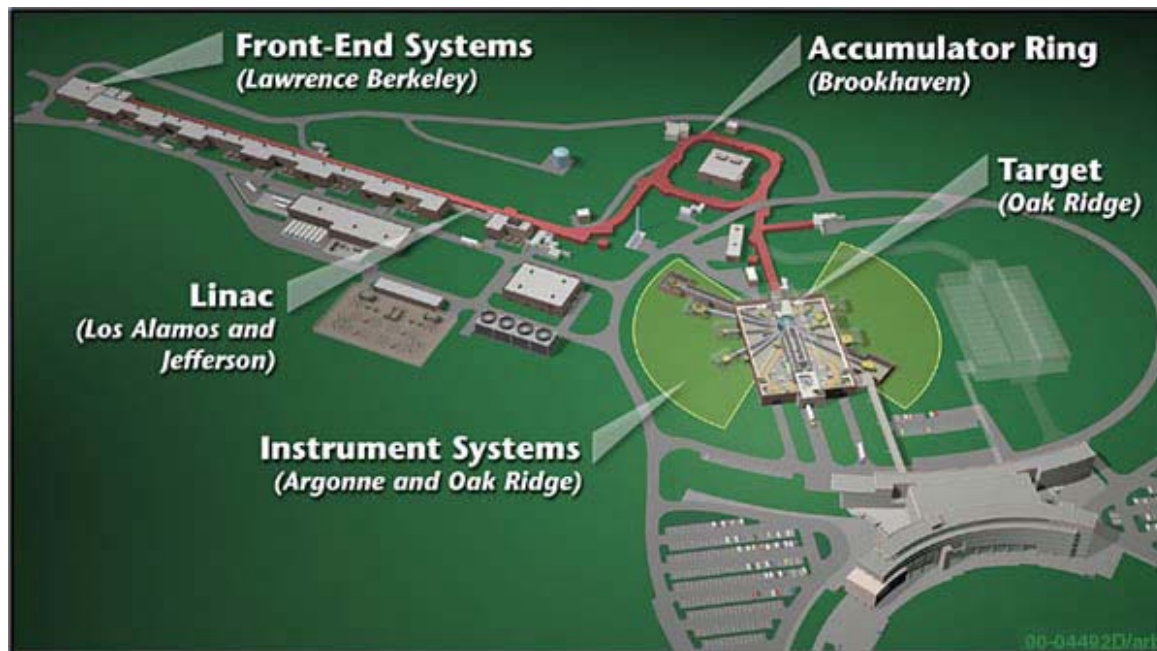 Front-End Systems
(Lawrence Berkeley)
Accumulator Ring
(Brookhaven)
Target
(Oak Ridge)
Linac
(Los Alamos and
Jefferson)
Instrument Systems
(Argonne and Oak Ridge)